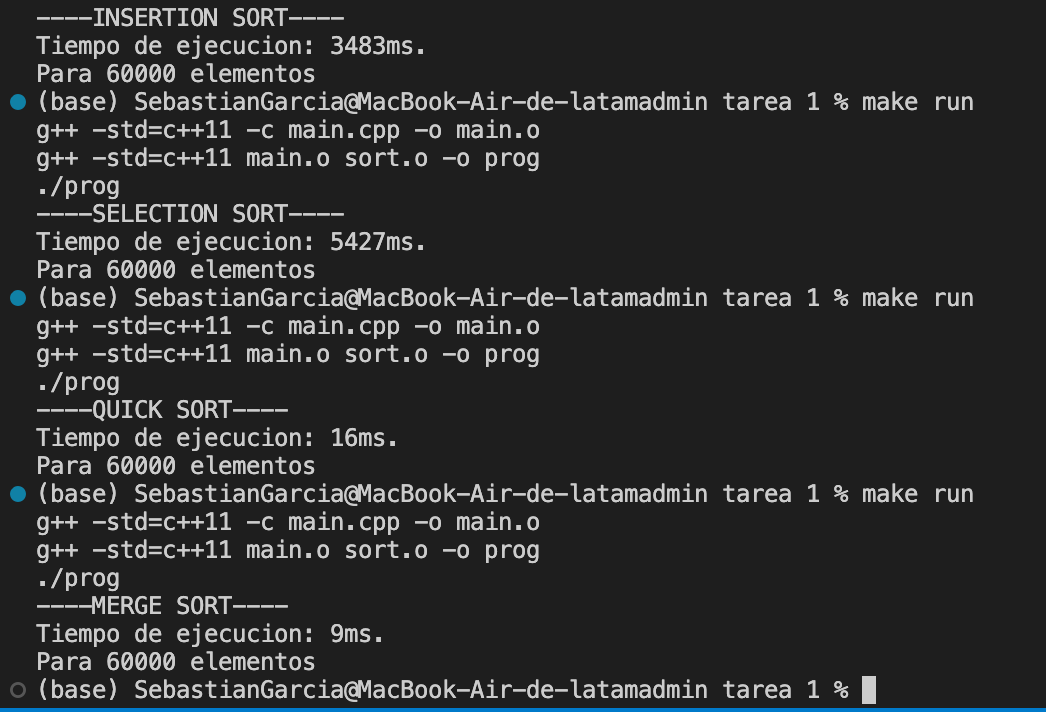 ----INSERTION SORT----
Tiempo de ejecucion: 3483ms.
Para 60000 elementos
(base) SebastianGarcia@MacBook-Air-de-latamadmin tarea 1 % make run
g++ -std=c++11 -c main.cpp -o main.o
g++ -std=c++11 main.o sort.o -o prog
./prog
----SELECTION SORT----
Tiempo de ejecucion: 5427ms.
Para 60000 elementos
(base) SebastianGarcia@MacBook-Air-de-latamadmin tarea 1 % make run
g++ -std=c++11 -c main.cpp -o main.o
g++ -std=c++11 main.o sort.o -o prog
./prog
----QUICK SORT----
Tiempo de ejecucion: 16ms.
Para 60000 elementos
(base) SebastianGarcia@MacBook-Air-de-latamadmin tarea 1 % make run
g++ -std=c++11 -c main.cpp -o main.o
g++ -std=c++11 main.o sort.o -o prog
./prog
----MERGE SORT----
Tiempo de ejecucion: 9ms.
Para 60000 elementos
(base) SebastianGarcia@MacBook-Air-de-latamadmin tarea 1 %